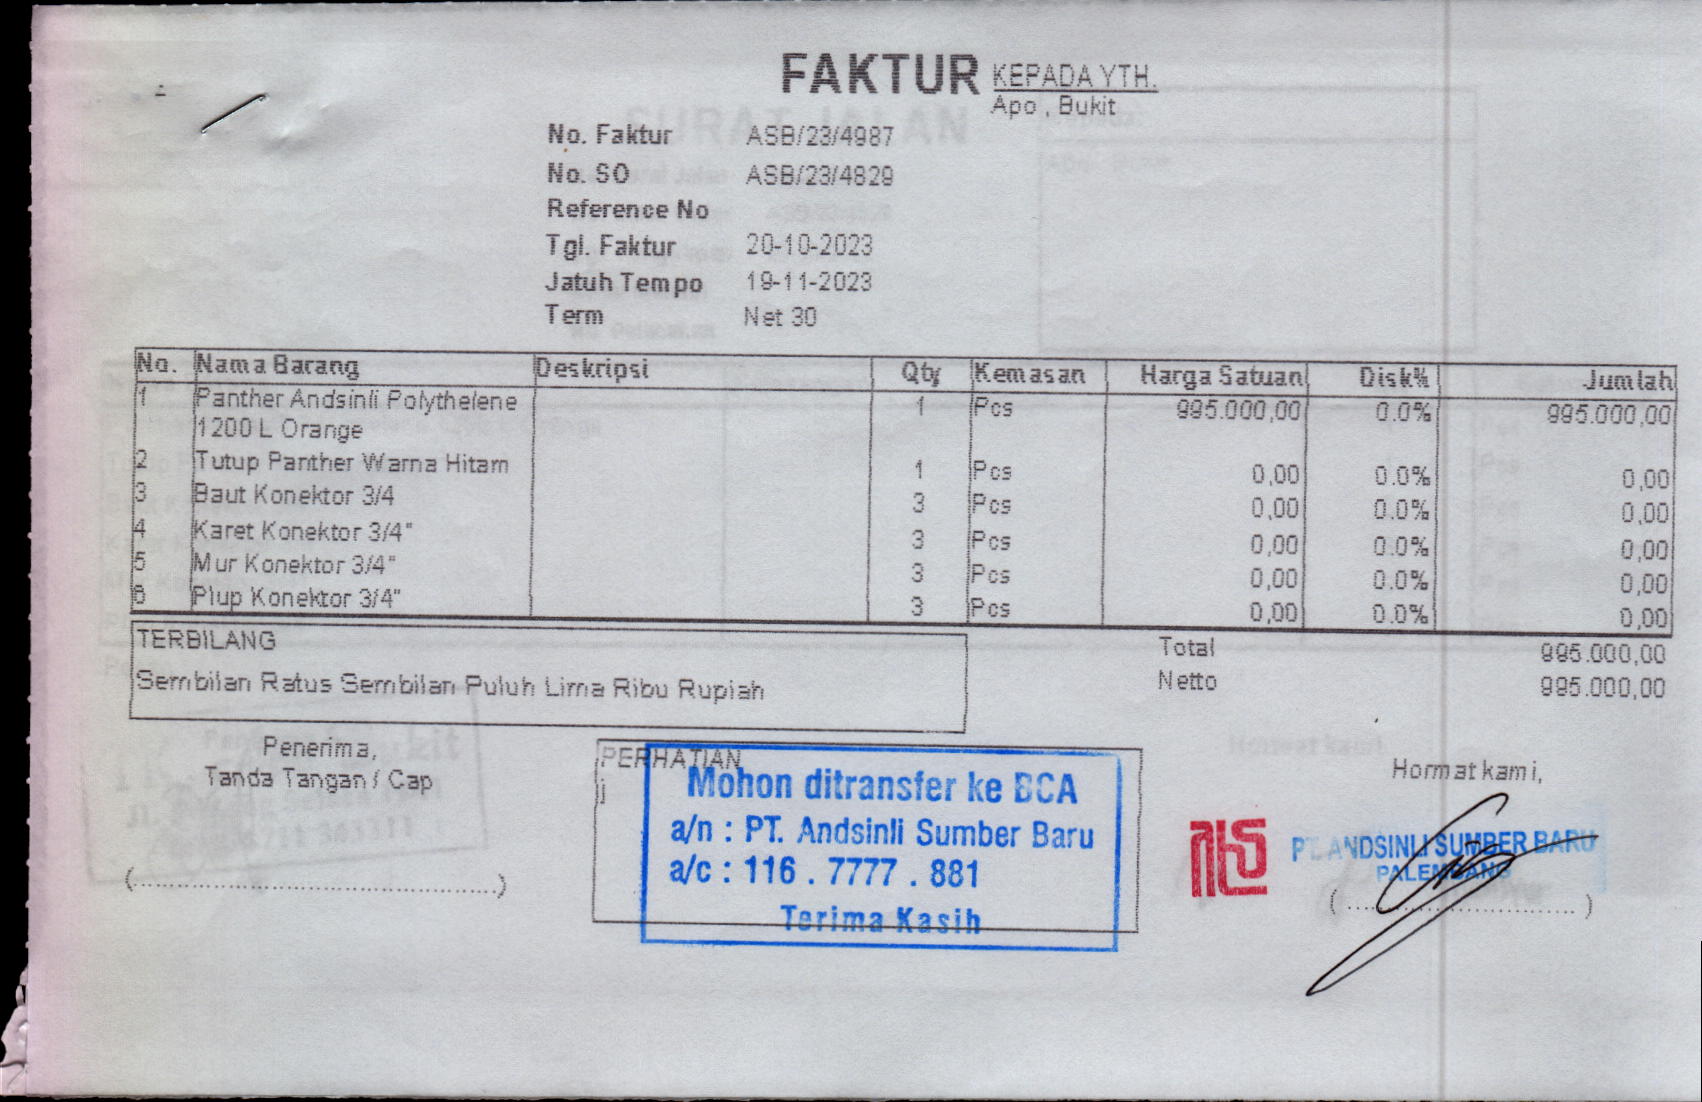 FAKTUR KEPADA YTH.
Apo , Bukit
No. Faktur ASB/23/4987
No. SO ASB/23/4829
Reference No
Tgl. Faktur 20-10-2023
Jatuh Tempo 19-11-2023
Term Net 30
No. Nama Barang Deskripsi Qty Kemasan Harga Satuan Disk% Jumlah
1 Panther Andsinli Polythelene 1 Pcs 995.000,00 0.0% 995.000,00
1200 L Orange
2 Tutup Panther Warna Hitam 1 Pcs 0,00 0.0% 0,00
3 Baut Konektor 3/4 3 Pcs 0,00 0.0% 0,00
4 Karet Konektor 3/4" 3 Pcs 0,00 0.0% 0,00
5 Mur Konektor 3/4" 3 Pcs 0,00 0.0% 0,00
6 Plup Konektor 3/4" 3 Pcs 0,00 0.0% 0,00
TERBILANG
Sembilan Ratus Sembilan Puluh Lima Ribu Rupiah
Total 995.000,00
Netto 995.000,00
Penerima,
Tanda Tangan / Cap
(..................................................)
PERHATIAN
j
Mohon ditransfer ke BCA
a/n : PT. Andsinli Sumber Baru
a/c : 116 . 7777 . 881
Terima Kasih
Hormat kami,
PT. ANDSINLI SUMBER BARU
PALEMBANG
(..................................)